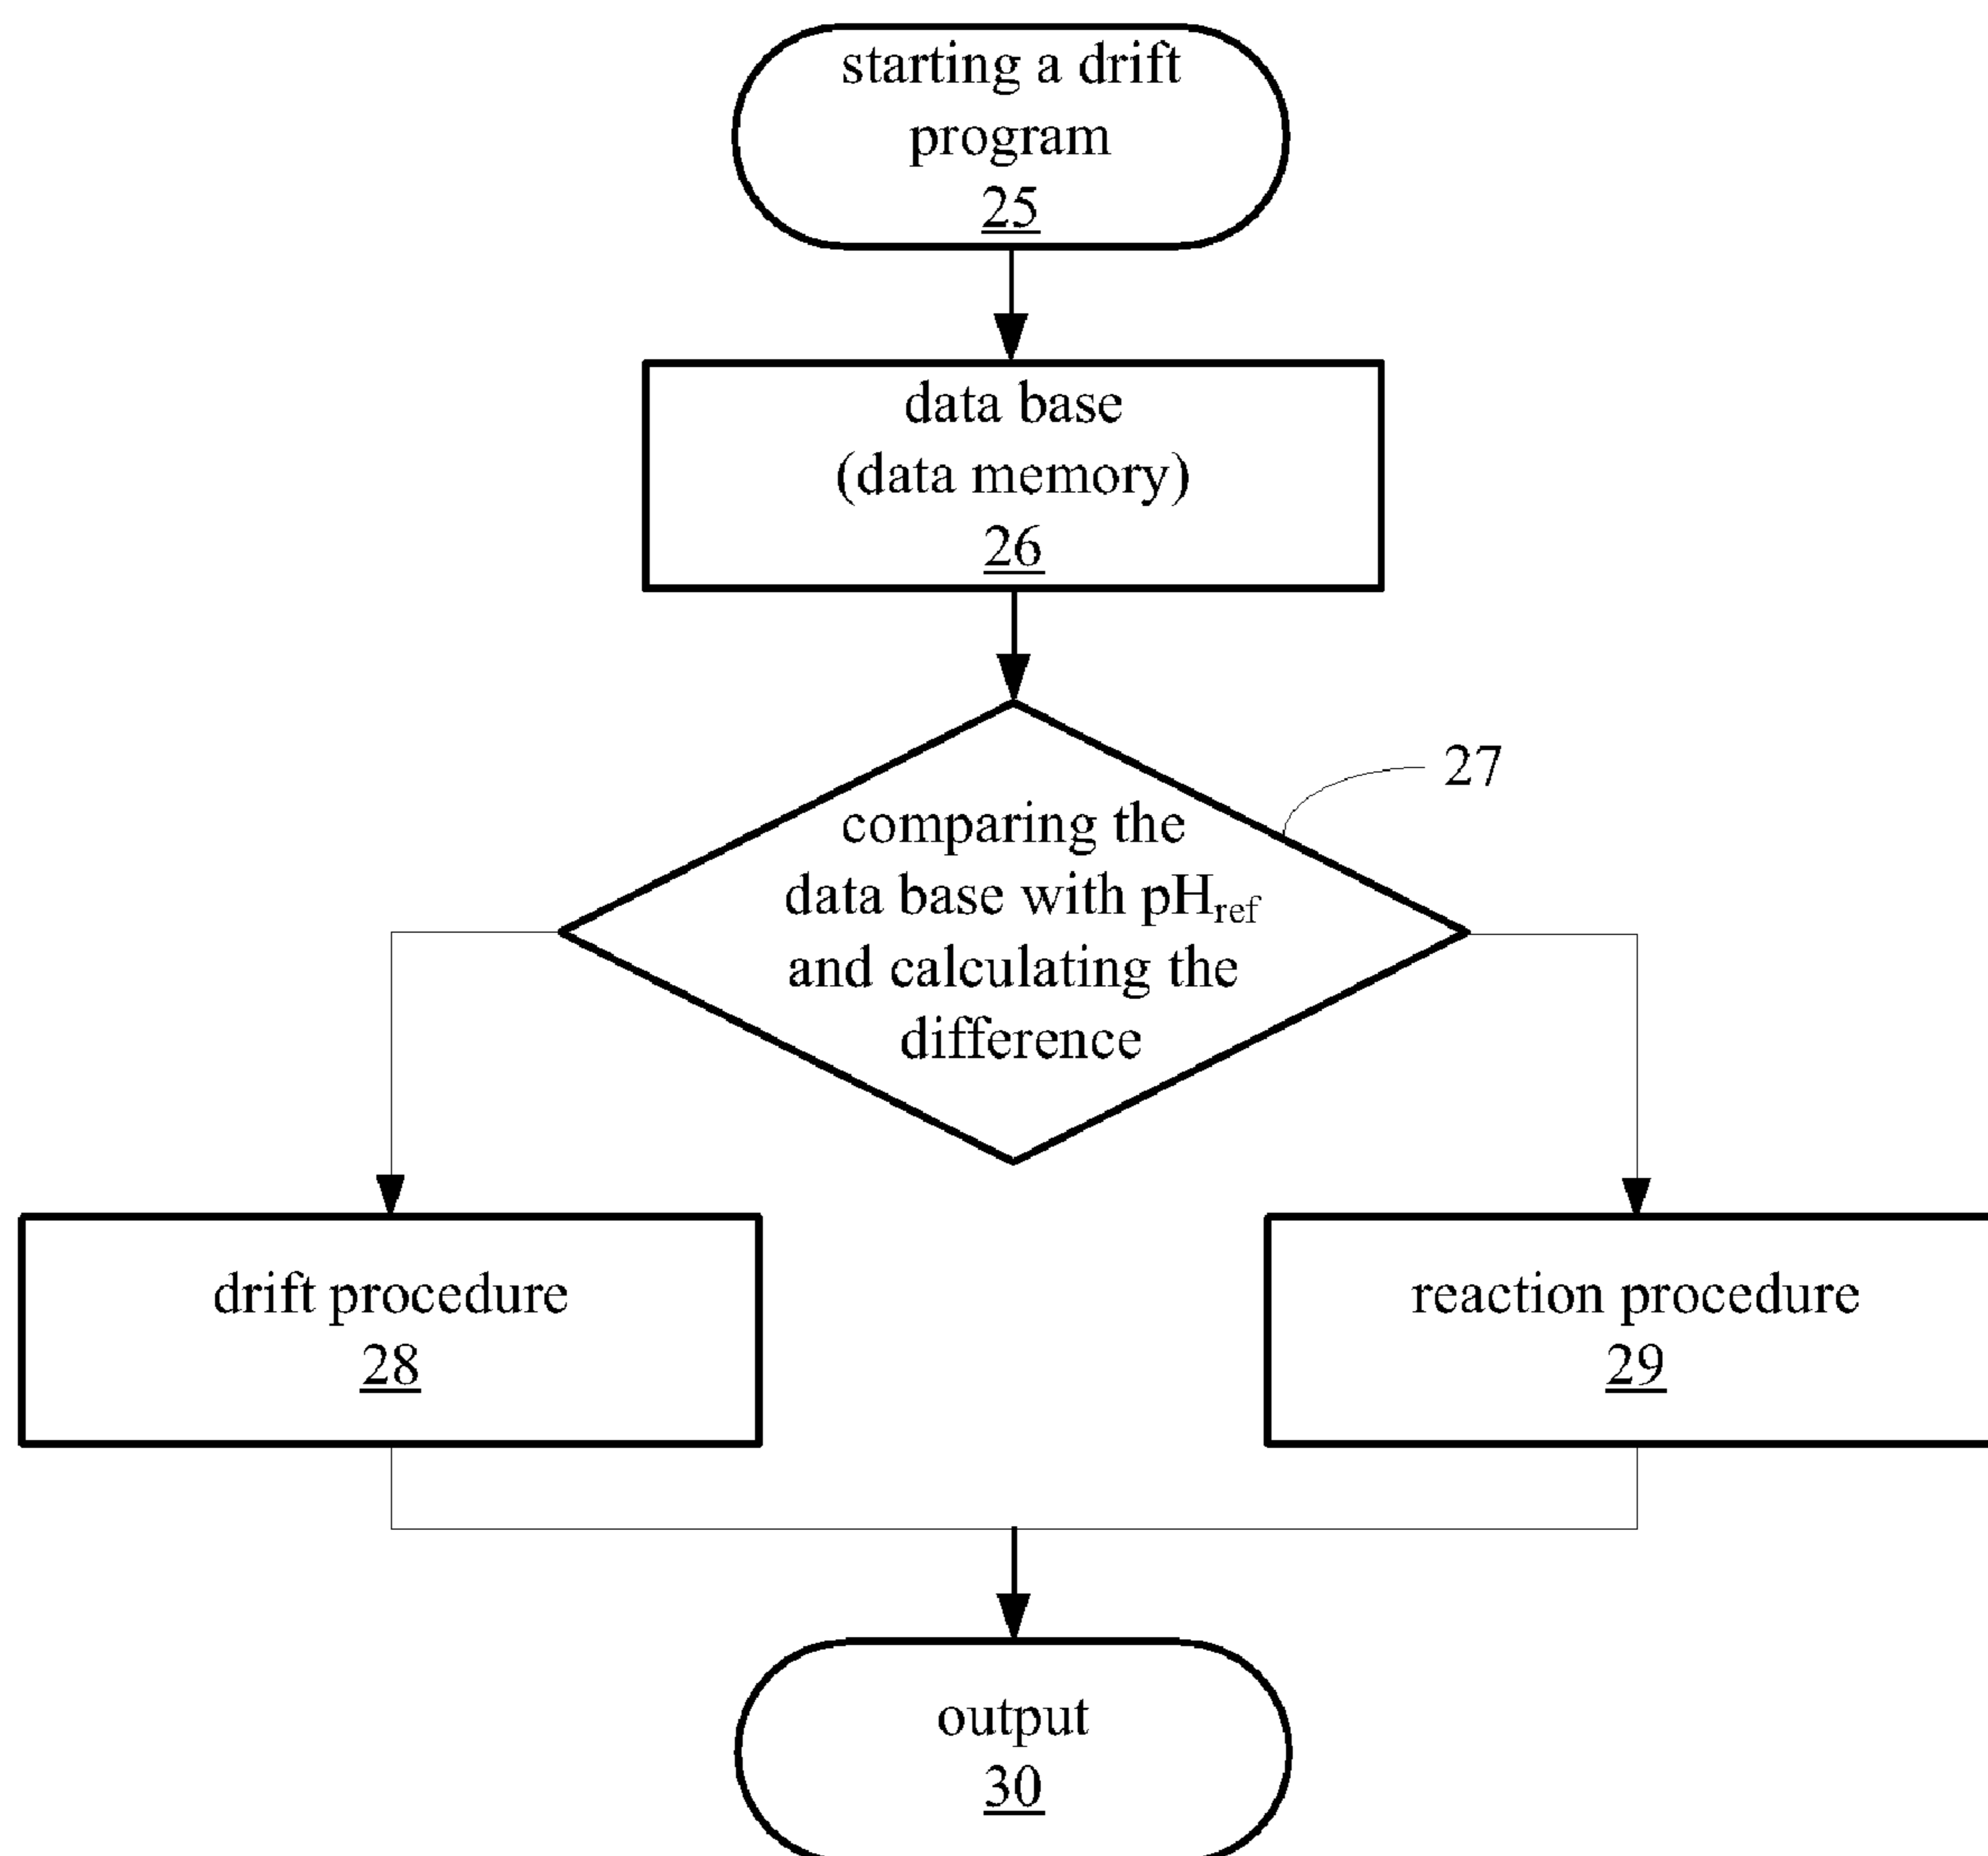 starting a drift
program
25
data base
(data memory)
26
27
comparing the
data base with pHref
and calculating the
difference
drift procedure
28
reaction procedure
29
output
30